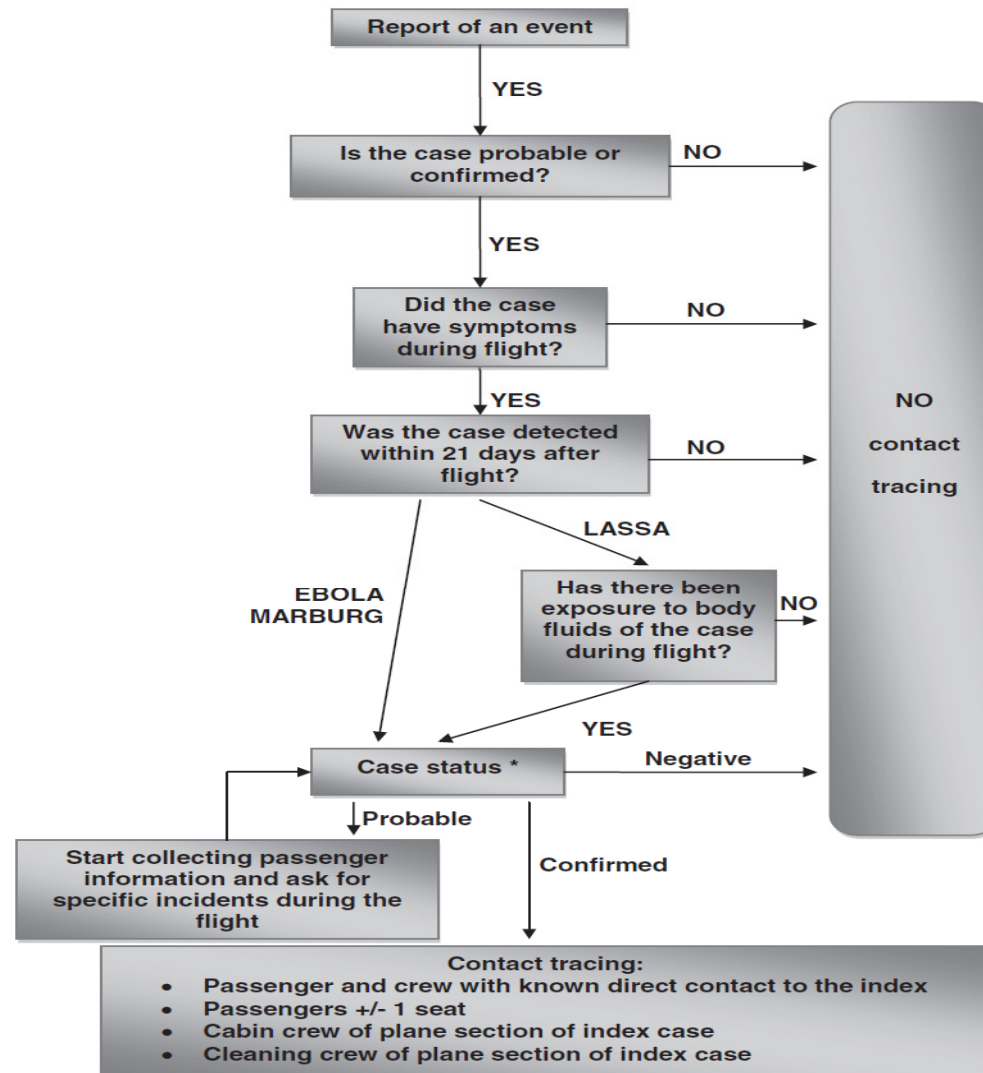 Report of an event
YES
Is the case probable or
confirmed?
NO
YES
Did the case
have symptoms
during flight?
NO
YES
Was the case detected
within 21 days after
flight?
NO
NO
contact
tracing
LASSA
EBOLA
MARBURG
Has there been
exposure to body
fluids of the case
during flight?
NO
YES
Case status *
Negative
Probable
Start collecting passenger
information and ask for
specific incidents during the
flight
Confirmed
Contact tracing:
• Passenger and crew with known direct contact to the index
• Passengers +/- 1 seat
• Cabin crew of plane section of index case
• Cleaning crew of plane section of index case